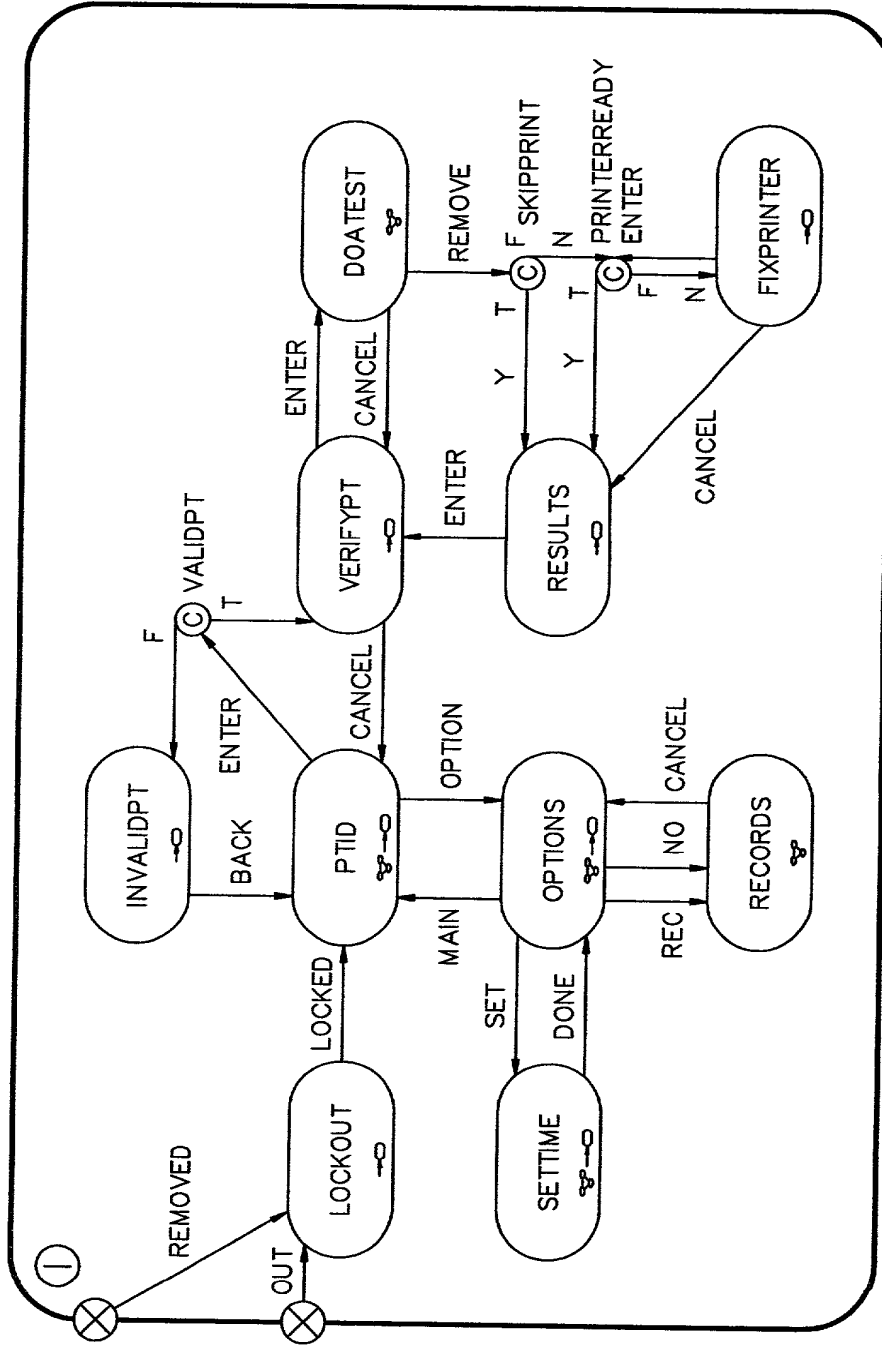 I
REMOVED
OUT
LOCKOUT
LOCKED
INVALIDPT
BACK
ENTER
F
C
VALIDPT
T
PTID
CANCEL
VERIFYPT
ENTER
CANCEL
DOATEST
REMOVE
MAIN
OPTION
ENTER
Y
T
C
F
SKIPPRINT
N
SET
DONE
SETTIME
OPTIONS
RESULTS
Y
T
C
PRINTERREADY
ENTER
F
N
REC
NO
CANCEL
RECORDS
CANCEL
FIXPRINTER